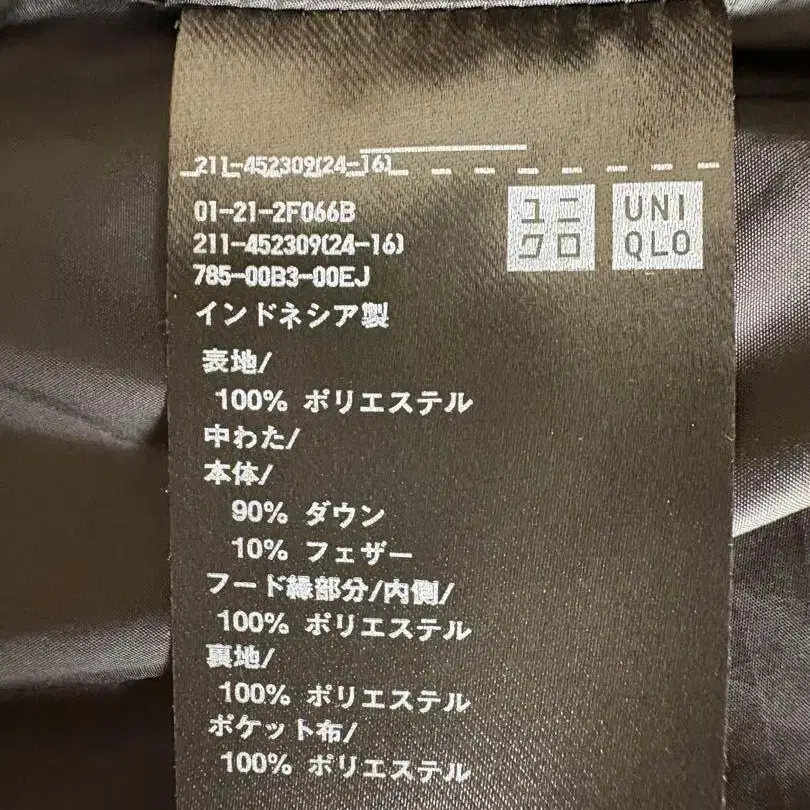 211-452309(24-16)
01-21-2F066B
211-452309(24-16)
785-00B3-00EJ
ユニ
クロ
UNI
QLO
インドネシア製
表地/
100% ポリエステル
中わた/
本体/
90% ダウン
10% フェザー
フード縁部分/内側/
100% ポリエステル
裏地/
100% ポリエステル
ポケット布/
100% ポリエステル